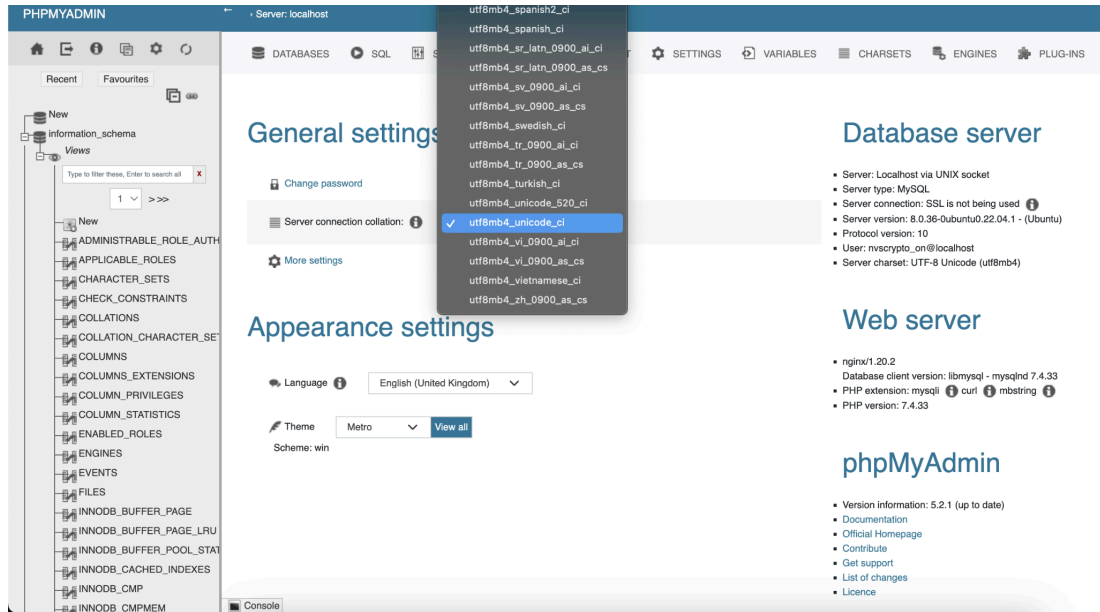 PHPMYADMIN
← › Server: localhost
DATABASES SQL S T SETTINGS VARIABLES CHARSETS ENGINES PLUG-INS
Recent Favourites
New
information_schema
Views
Type to filter these, Enter to search all X
1 >>>
New
ADMINISTRABLE_ROLE_AUTH
APPLICABLE_ROLES
CHARACTER_SETS
CHECK_CONSTRAINTS
COLLATIONS
COLLATION_CHARACTER_SE
COLUMNS
COLUMNS_EXTENSIONS
COLUMN_PRIVILEGES
COLUMN_STATISTICS
ENABLED_ROLES
ENGINES
EVENTS
FILES
INNODB_BUFFER_PAGE
INNODB_BUFFER_PAGE_LRU
INNODB_BUFFER_POOL_STAT
INNODB_CACHED_INDEXES
INNODB_CMP
INNODB_CMPMEM
General settings
Change password
Server connection collation:
More settings
utf8mb4_spanish2_ci
utf8mb4_spanish_ci
utf8mb4_sr_latn_0900_ai_ci
utf8mb4_sr_latn_0900_as_cs
utf8mb4_sv_0900_ai_ci
utf8mb4_sv_0900_as_cs
utf8mb4_swedish_ci
utf8mb4_tr_0900_ai_ci
utf8mb4_tr_0900_as_cs
utf8mb4_turkish_ci
utf8mb4_unicode_520_ci
✓ utf8mb4_unicode_ci
utf8mb4_vi_0900_ai_ci
utf8mb4_vi_0900_as_cs
utf8mb4_vietnamese_ci
utf8mb4_zh_0900_as_cs
Appearance settings
Language English (United Kingdom)
Theme Metro View all
Scheme: win
Console
Database server
Server: Localhost via UNIX socket
Server type: MySQL
Server connection: SSL is not being used
Server version: 8.0.36-0ubuntu0.22.04.1 - (Ubuntu)
Protocol version: 10
User: nvscrypto_on@localhost
Server charset: UTF-8 Unicode (utf8mb4)
Web server
nginx/1.20.2
Database client version: libmysql - mysqlnd 7.4.33
PHP extension: mysqli curl mbstring
PHP version: 7.4.33
phpMyAdmin
Version information: 5.2.1 (up to date)
Documentation
Official Homepage
Contribute
Get support
List of changes
Licence